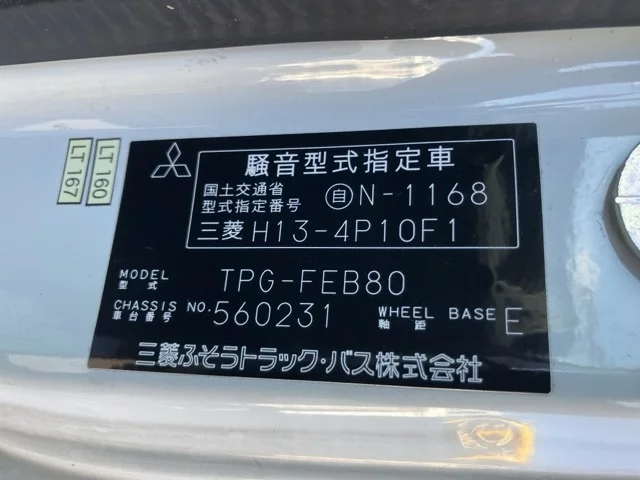 LT 160
LT 167
騒音型式指定車
国土交通省
型式指定番号 自N-1168
三菱 H13-4P10F1
MODEL
型式 TPG-FEB80
CHASSIS NO. 560231 WHEEL BASE E
車台番号 軸距
三菱ふそうトラック・バス株式会社